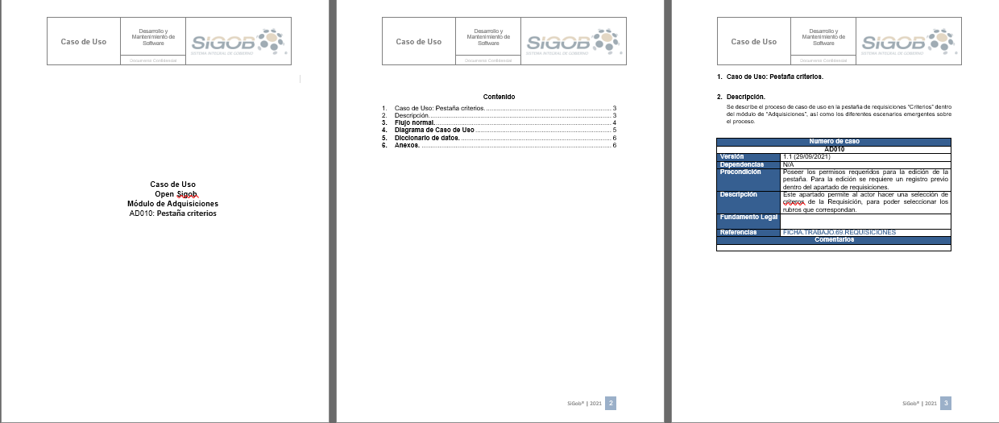 Caso de Uso
Desarrollo y
Mantenimiento de
Software
Documento Confidencial
SIGOB
SISTEMA INTEGRAL DE GOBIERNO
Caso de Uso
Open Sigob
Módulo de Adquisiciones
AD010: Pestaña criterios
Caso de Uso
Desarrollo y
Mantenimiento de
Software
Documento Confidencial
SIGOB
SISTEMA INTEGRAL DE GOBIERNO
Contenido
1. Caso de Uso: Pestaña criterios. 3
2. Descripción. 3
3. Flujo normal. 4
4. Diagrama de Caso de Uso 5
5. Diccionario de datos. 6
6. Anexos. 6
SiGob® | 2021 2
Caso de Uso
Desarrollo y
Mantenimiento de
Software
Documento Confidencial
SIGOB
SISTEMA INTEGRAL DE GOBIERNO
1. Caso de Uso: Pestaña criterios.
2. Descripción.
Se describe el proceso de caso de uso en la pestaña de requisiciones "Criterios" dentro
del módulo de "Adquisiciones", así como los diferentes escenarios emergentes sobre
el proceso.
Numero de caso
AD010
Versión 1.1 (29/09/2021)
Dependencias N/A
Precondición Poseer los permisos requeridos para la edición de la
pestaña. Para la edición se requiere un registro previo
dentro del apartado de requisiciones.
Descripción Este apartado permite al actor hacer una selección de
criteros de la Requisición, para poder seleccionar los
rubros que correspondan.
Fundamento Legal
Referencias FICHA.TRABAJO.69.REQUISICIONES
Comentarios
SiGob® | 2021 3